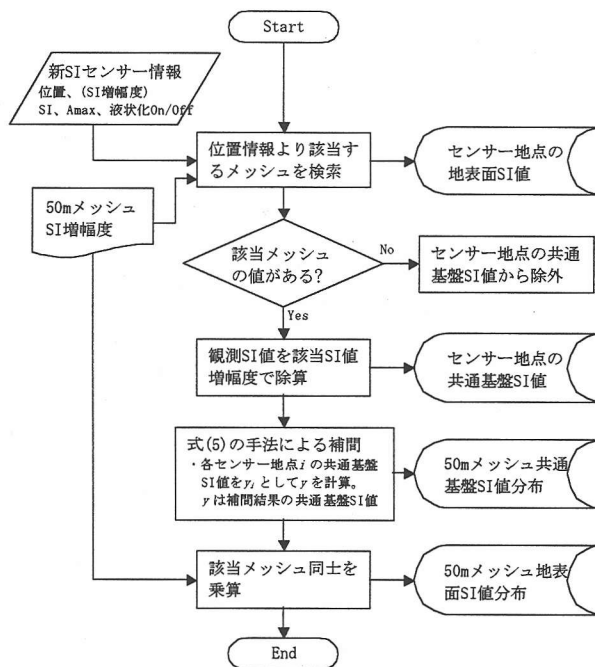 Start
新SIセンサー情報
位置、(SI増幅度)
SI、Amax、液状化On/Off
位置情報より該当す
るメッシュを検索
センサー地点の
地表面SI値
50mメッシュ
SI増幅度
該当メッシュ
の値がある?
No
センサー地点の共通
基盤SI値から除外
Yes
観測SI値を該当SI値
増幅度で除算
センサー地点の
共通基盤SI値
式(5)の手法による補間
・各センサー地点iの共通基盤
SI値をyiとしてyを計算。
yは補間結果の共通基盤SI値
50mメッシュ共通
基盤SI値分布
該当メッシュ同士を
乗算
50mメッシュ地表
面SI値分布
End